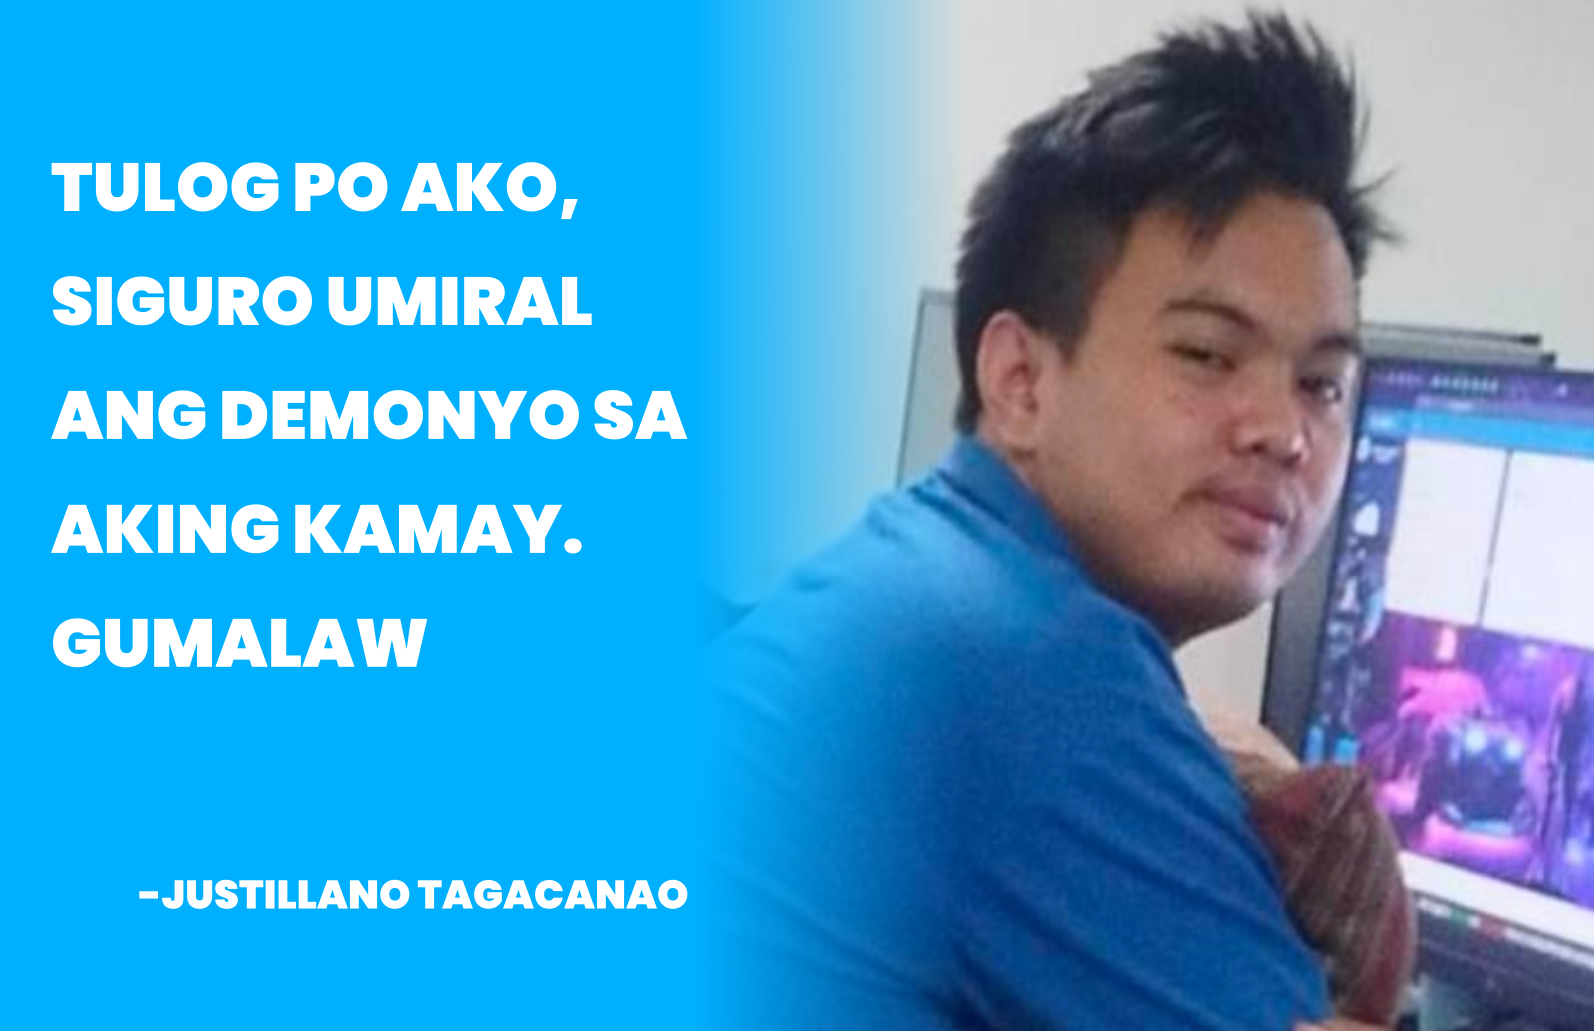 TULOG PO AKO,
SIGURO UMIRAL
ANG DEMONYO SA
AKING KAMAY.
GUMALAW
-JUSTILLANO TAGACANAO